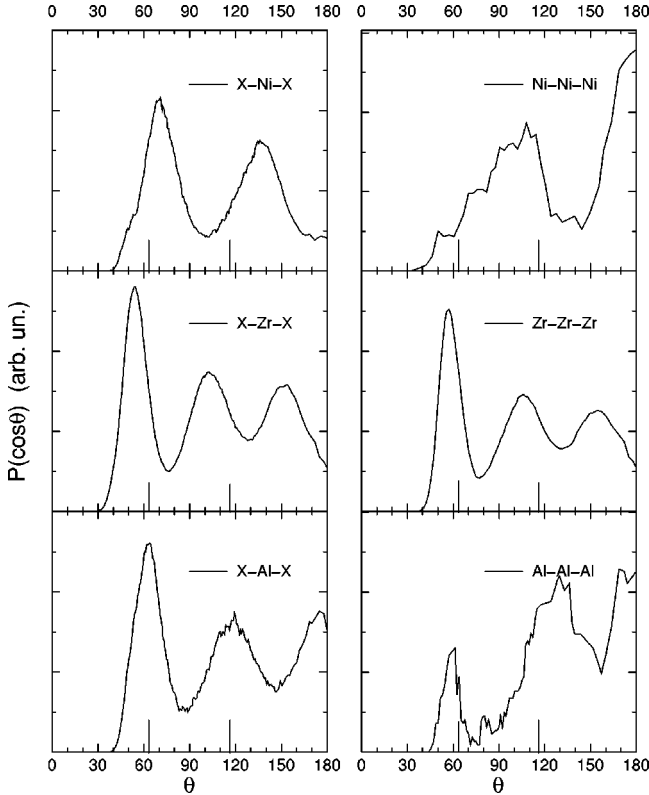 0 30 60 90 120 150 180 0 30 60 90 120 150 180
X–Ni–X
Ni–Ni–Ni
X–Zr–X
Zr–Zr–Zr
P(cosθ) (arb. un.)
X–Al–X
Al–Al–Al
0 30 60 90 120 150 180 0 30 60 90 120 150 180
θ θ